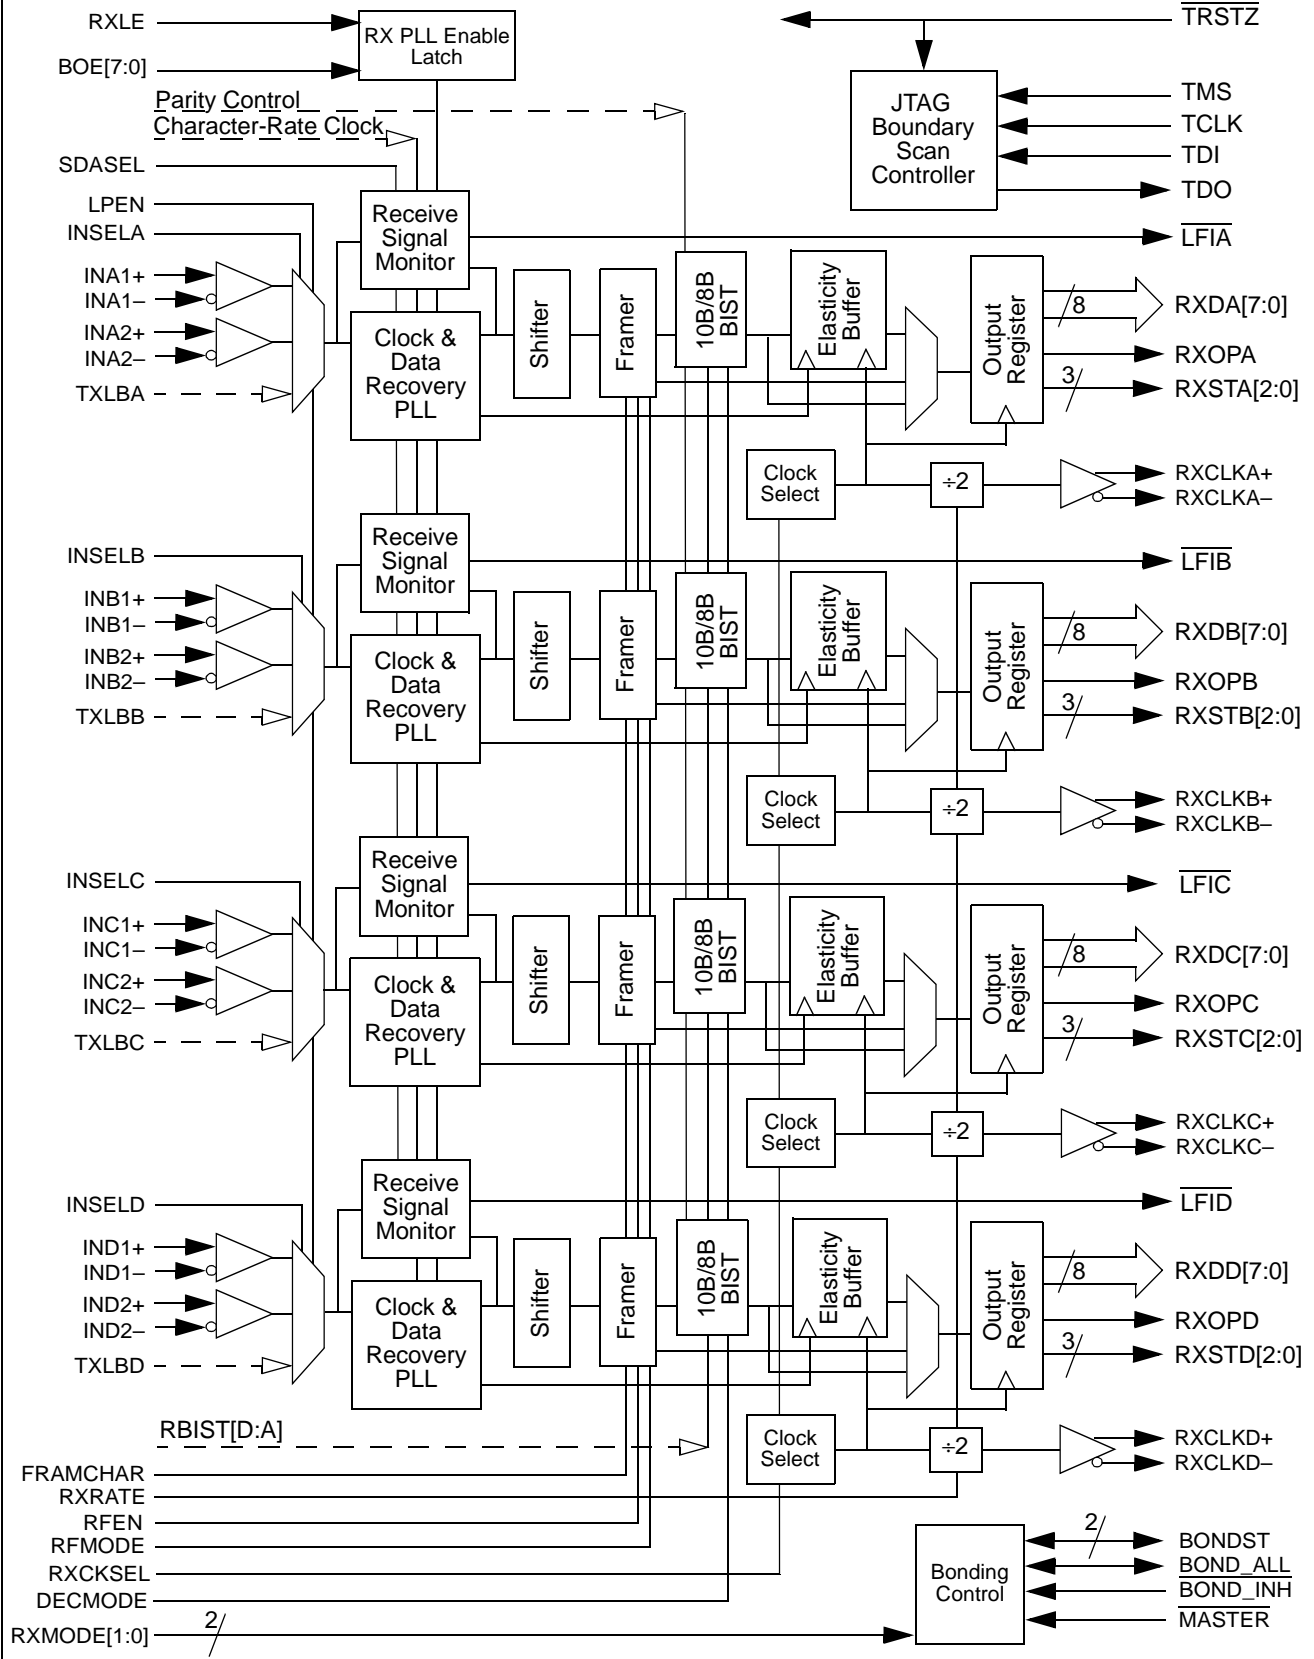 RXLE
BOE[7:0]
RX PLL Enable
Latch
Parity Control
Character-Rate Clock
SDASEL
LPEN
INSELA
INA1+
INA1–
INA2+
INA2–
TXLBA
Receive
Signal
Monitor
Clock &
Data
Recovery
PLL
Shifter
Framer
10B/8B
BIST
Elasticity
Buffer
Output
Register
Clock
Select
÷2
TRSTZ
JTAG
Boundary
Scan
Controller
TMS
TCLK
TDI
TDO
LFIA
8
RXDA[7:0]
RXOPA
3
RXSTA[2:0]
RXCLKA+
RXCLKA–
INSELB
INB1+
INB1–
INB2+
INB2–
TXLBB
Receive
Signal
Monitor
Clock &
Data
Recovery
PLL
Shifter
Framer
10B/8B
BIST
Elasticity
Buffer
Output
Register
Clock
Select
÷2
LFIB
8
RXDB[7:0]
RXOPB
3
RXSTB[2:0]
RXCLKB+
RXCLKB–
INSELC
INC1+
INC1–
INC2+
INC2–
TXLBC
Receive
Signal
Monitor
Clock &
Data
Recovery
PLL
Shifter
Framer
10B/8B
BIST
Elasticity
Buffer
Output
Register
Clock
Select
÷2
LFIC
8
RXDC[7:0]
RXOPC
3
RXSTC[2:0]
RXCLKC+
RXCLKC–
INSELD
IND1+
IND1–
IND2+
IND2–
TXLBD
Receive
Signal
Monitor
Clock &
Data
Recovery
PLL
Shifter
Framer
10B/8B
BIST
Elasticity
Buffer
Output
Register
Clock
Select
÷2
LFID
8
RXDD[7:0]
RXOPD
3
RXSTD[2:0]
RXCLKD+
RXCLKD–
RBIST[D:A]
FRAMCHAR
RXRATE
RFEN
RFMODE
RXCKSEL
DECMODE
RXMODE[1:0]
2
Bonding
Control
2
BONDST
BOND_ALL
BOND_INH
MASTER